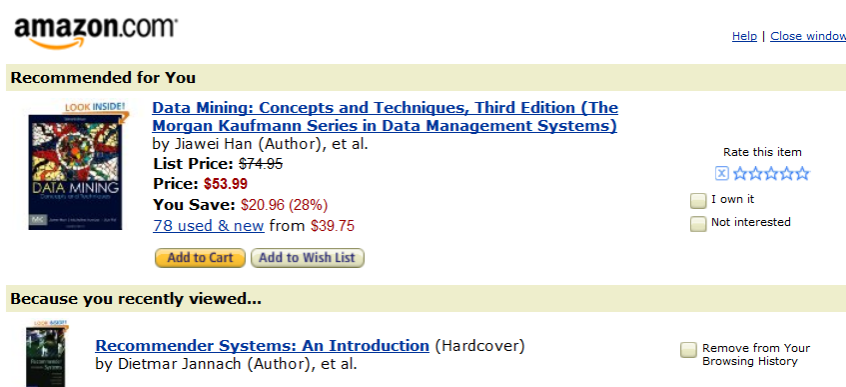 amazon.com
Help | Close window
Recommended for You
LOOK INSIDE!
DATA MINING
Concepts and Techniques
Data Mining: Concepts and Techniques, Third Edition (The
Morgan Kaufmann Series in Data Management Systems)
by Jiawei Han (Author), et al.
List Price: $74.95
Price: $53.99
You Save: $20.96 (28%)
78 used & new from $39.75
Add to Cart Add to Wish List
Rate this item
I own it
Not interested
Because you recently viewed...
LOOK INSIDE!
Recommender
Recommender Systems: An Introduction (Hardcover)
by Dietmar Jannach (Author), et al.
Remove from Your
Browsing History